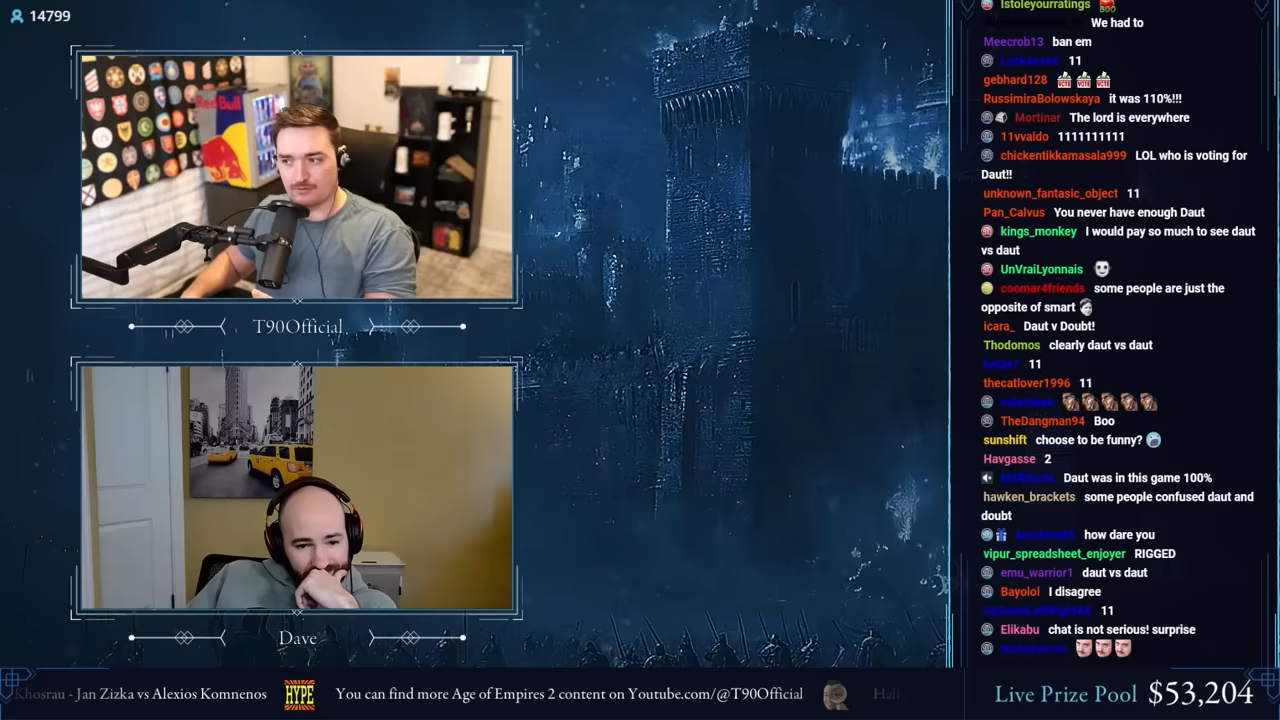 14799
Red Bull
T90Official
Dave
Istoleyourratings
We had to
Meecrob13 ban em
11
gebhard128
RussimiraBolowskaya it was 110%!!!
Mortinar The lord is everywhere
11vvaldo 1111111111
chickentikkamasala999 LOL who is voting for
Daut!!
unknown_fantasic_object 11
Pan_Calvus You never have enough Daut
kings_monkey I would pay so much to see daut
vs daut
UnVraiLyonnais
coomar4friends some people are just the
opposite of smart
icara_ Daut v Doubt!
Thodomos clearly daut vs daut
11
thecatlover1996 11
TheDangman94 Boo
sunshift choose to be funny?
Havgasse 2
Daut was in this game 100%
hawken_brackets some people confused daut and
doubt
how dare you
vipur_spreadsheet_enjoyer RIGGED
emu_warrior1 daut vs daut
Bayolol I disagree
11
Elikabu chat is not serious! surprise
Khosrau - Jan Zizka vs Alexios Komnenos
HYPE
You can find more Age of Empires 2 content on Youtube.com/@T90Official
Live Prize Pool $53,204